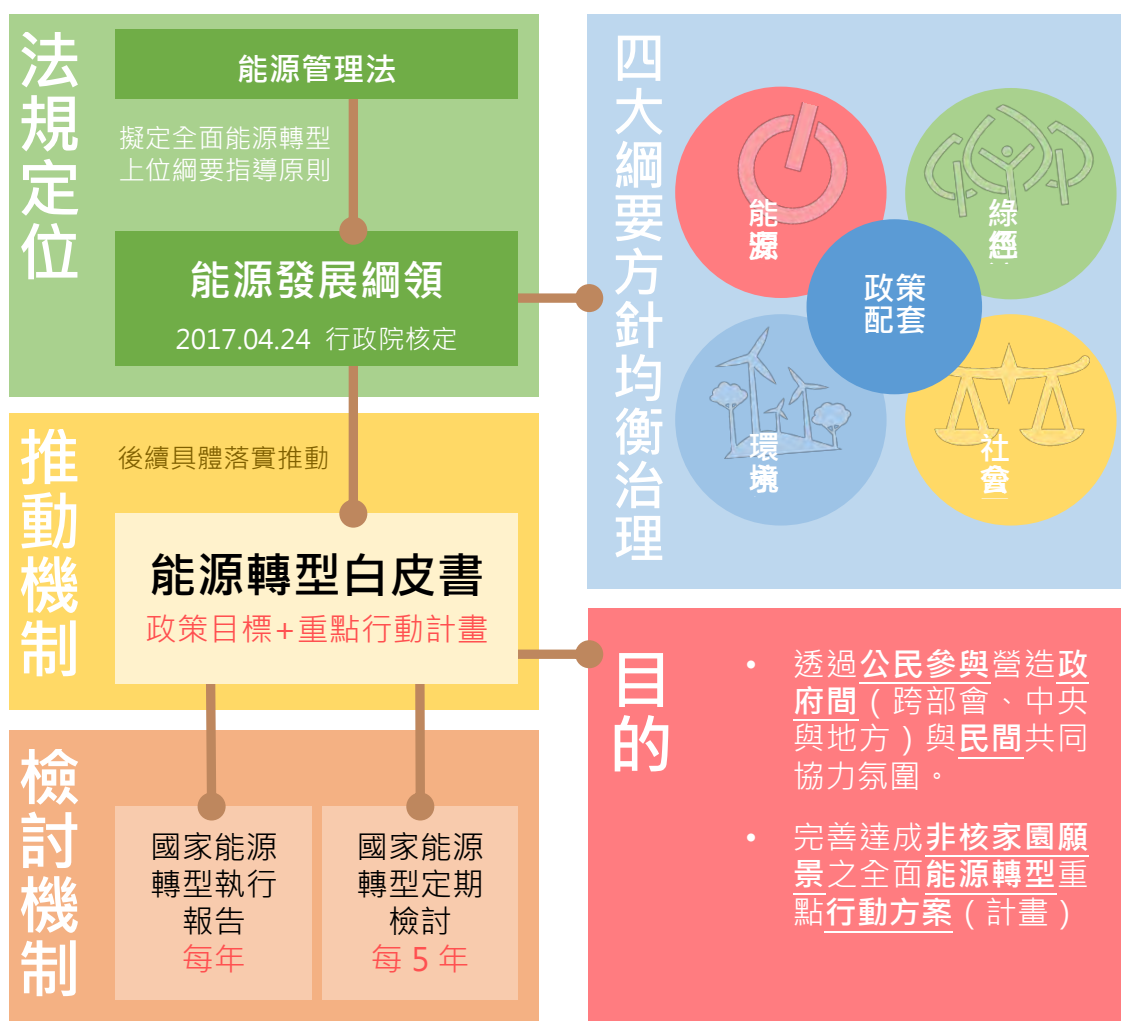 法規定位
能源管理法
擬定全面能源轉型
上位綱要指導原則
能源發展綱領
2017.04.24 行政院核定
推動機制
後續具體落實推動
能源轉型白皮書
政策目標+重點行動計畫
檢討機制
國家能源
轉型執行
報告
每年
國家能源
轉型定期
檢討
每 5 年
四大綱要方針均衡治理
能
源
綠
經
政策
配套
環
境
社
會
目的
• 透過公民參與營造政
府間（跨部會、中央
與地方）與民間共同
協力氛圍。
• 完善達成非核家園願
景之全面能源轉型重
點行動方案（計畫）